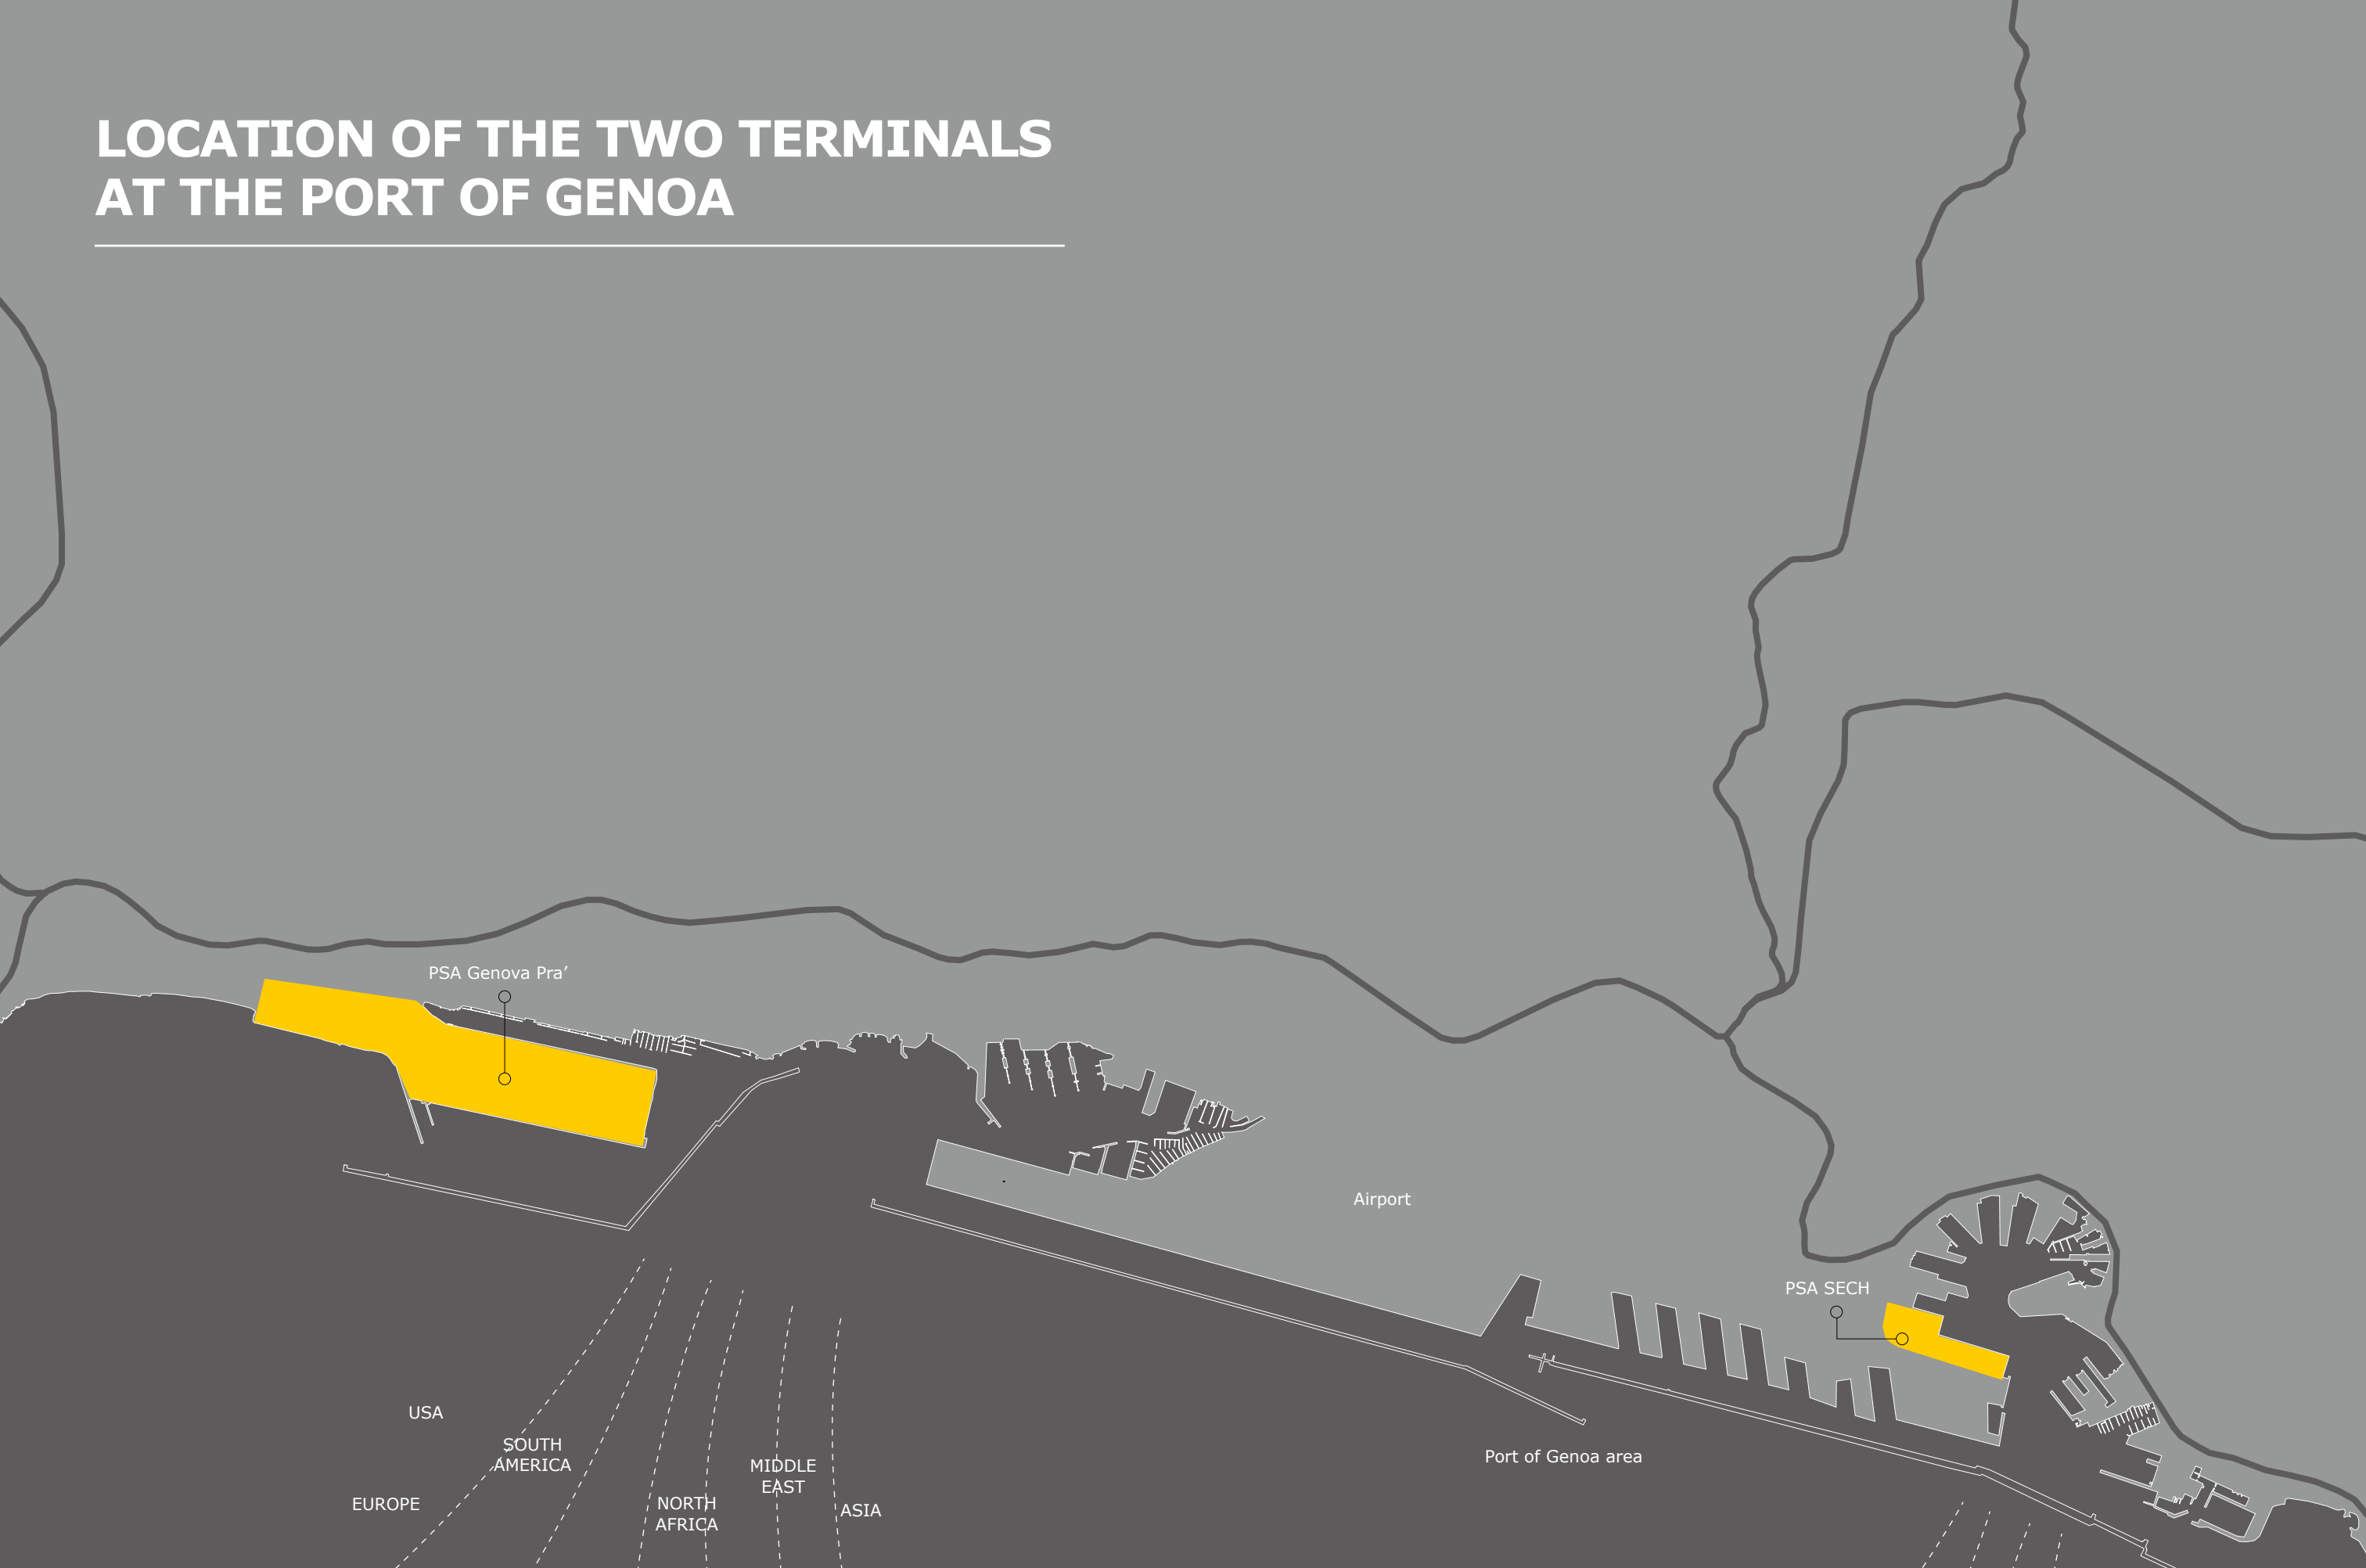 LOCATION OF THE TWO TERMINALS
AT THE PORT OF GENOA
PSA Genova Pra’
Airport
PSA SECH
USA
SOUTH
AMERICA
EUROPE
MIDDLE
EAST
NORTH
AFRICA
ASIA
Port of Genoa area